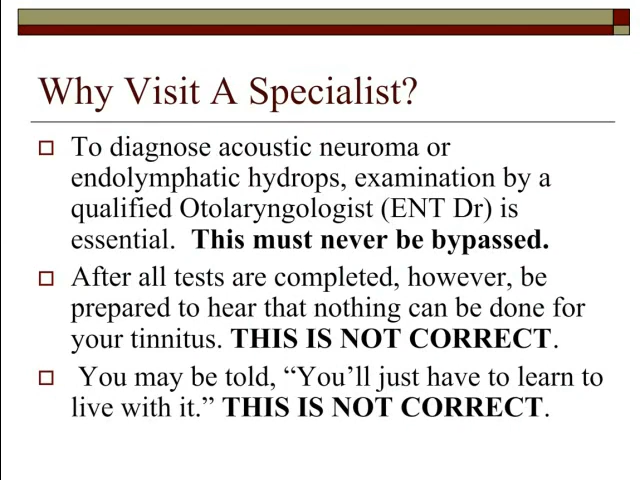 Why Visit A Specialist?
To diagnose acoustic neuroma or
endolymphatic hydrops, examination by a
qualified Otolaryngologist (ENT Dr) is
essential.  This must never be bypassed.
After all tests are completed, however, be
prepared to hear that nothing can be done for
your tinnitus. THIS IS NOT CORRECT.
You may be told, “You’ll just have to learn to
live with it.” THIS IS NOT CORRECT.